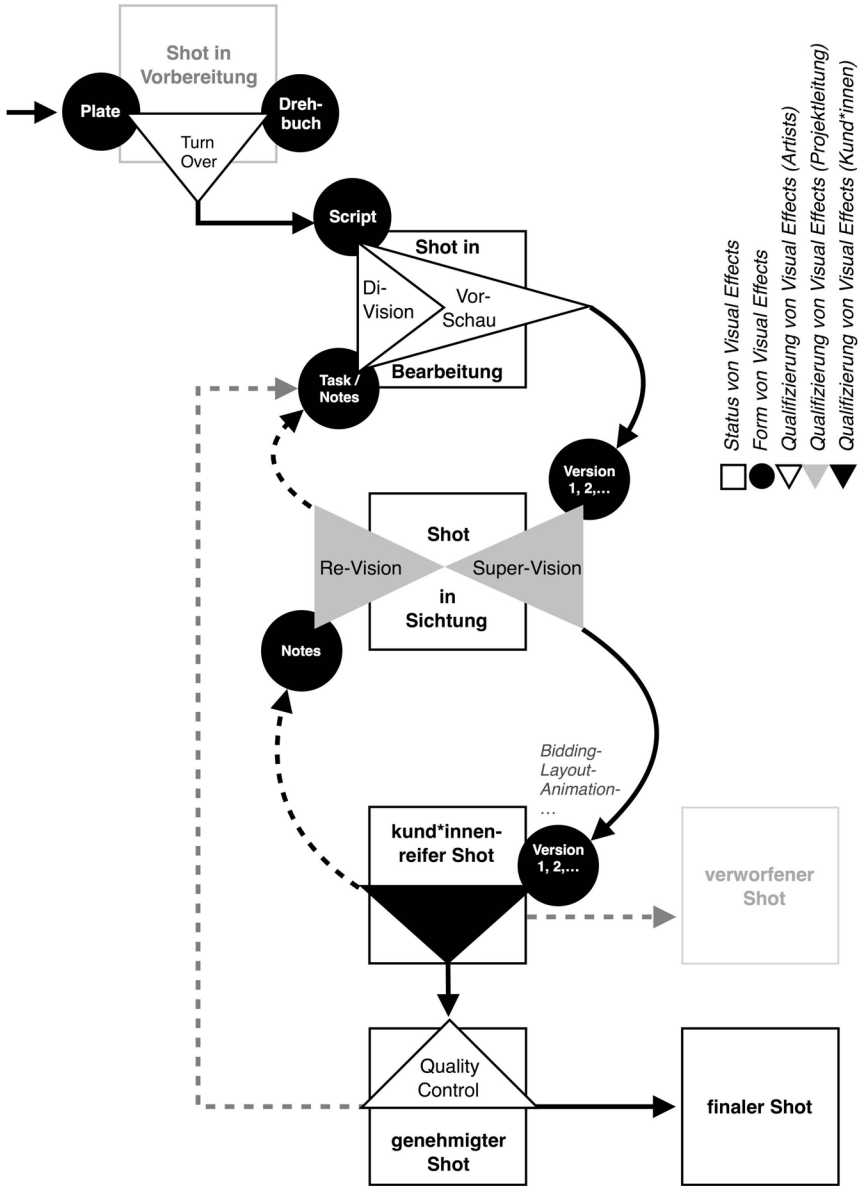 Shot in
Vorbereitung
Plate
Dreh-
buch
Turn
Over
Script
Shot in
Di-
Vision
Vor-
Schau
Task /
Notes
Bearbeitung
Version
1, 2,...
Shot
Re-Vision
Super-Vision
in
Sichtung
Notes
Bidding-
Layout-
Animation-
...
kund*innen-
reifer Shot
Version
1, 2,...
verworfener
Shot
Quality
Control
genehmigter
Shot
finaler Shot
Status von Visual Effects
Form von Visual Effects
Qualifizierung von Visual Effects (Artists)
Qualifizierung von Visual Effects (Projektleitung)
Qualifizierung von Visual Effects (Kund*innen)